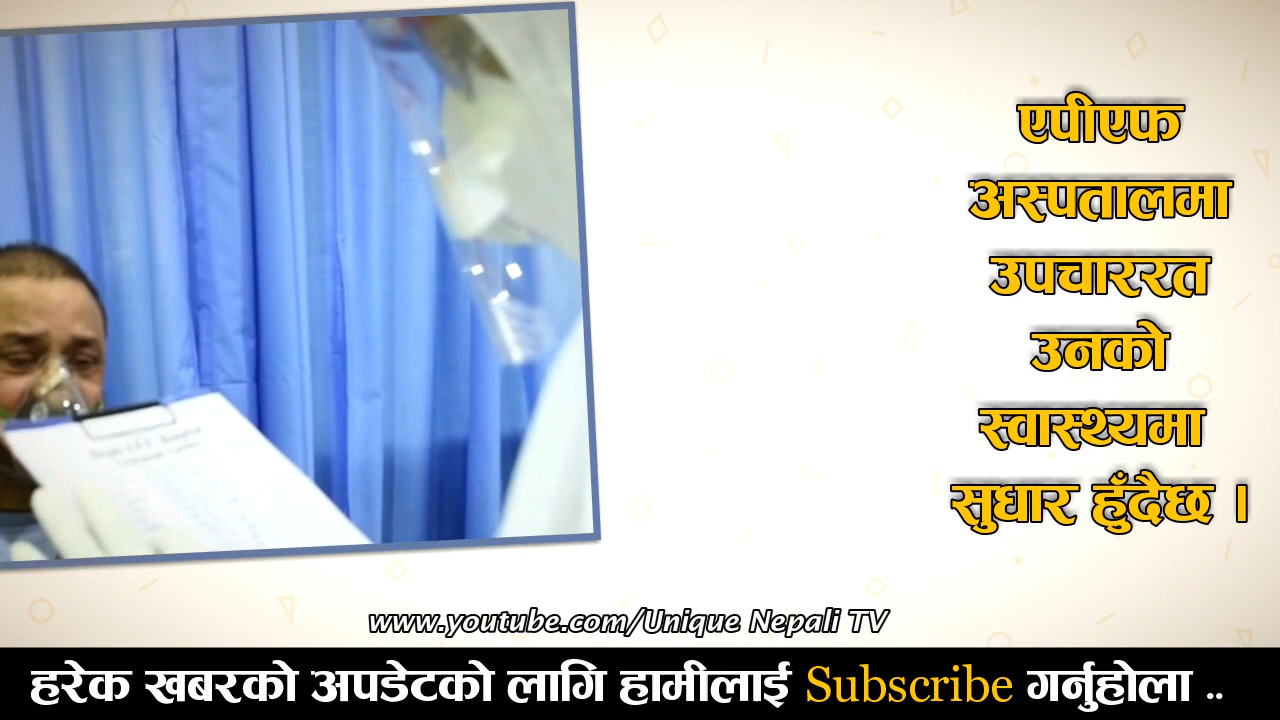 एपीएफ
अस्पतालमा
उपचाररत
उनको
स्वास्थ्यमा
सुधार हुँदैछ ।
www.youtube.com/Unique Nepali TV
हरेक खबरको अपडेटको लागि हामीलाई Subscribe गर्नुहोला ..